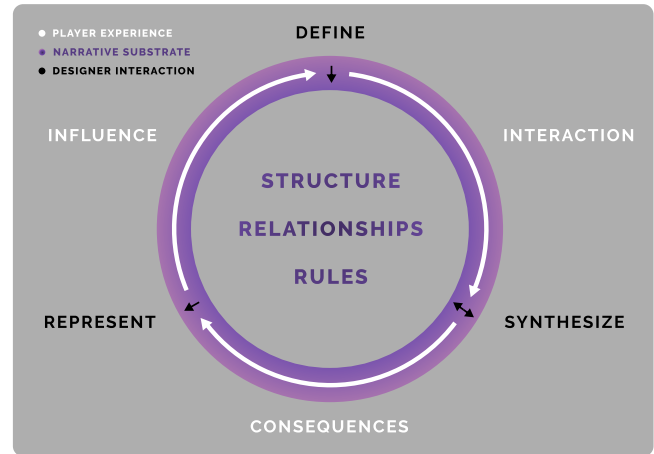 PLAYER EXPERIENCE
NARRATIVE SUBSTRATE
DESIGNER INTERACTION
DEFINE
INFLUENCE
INTERACTION
STRUCTURE
RELATIONSHIPS
RULES
REPRESENT
SYNTHESIZE
CONSEQUENCES